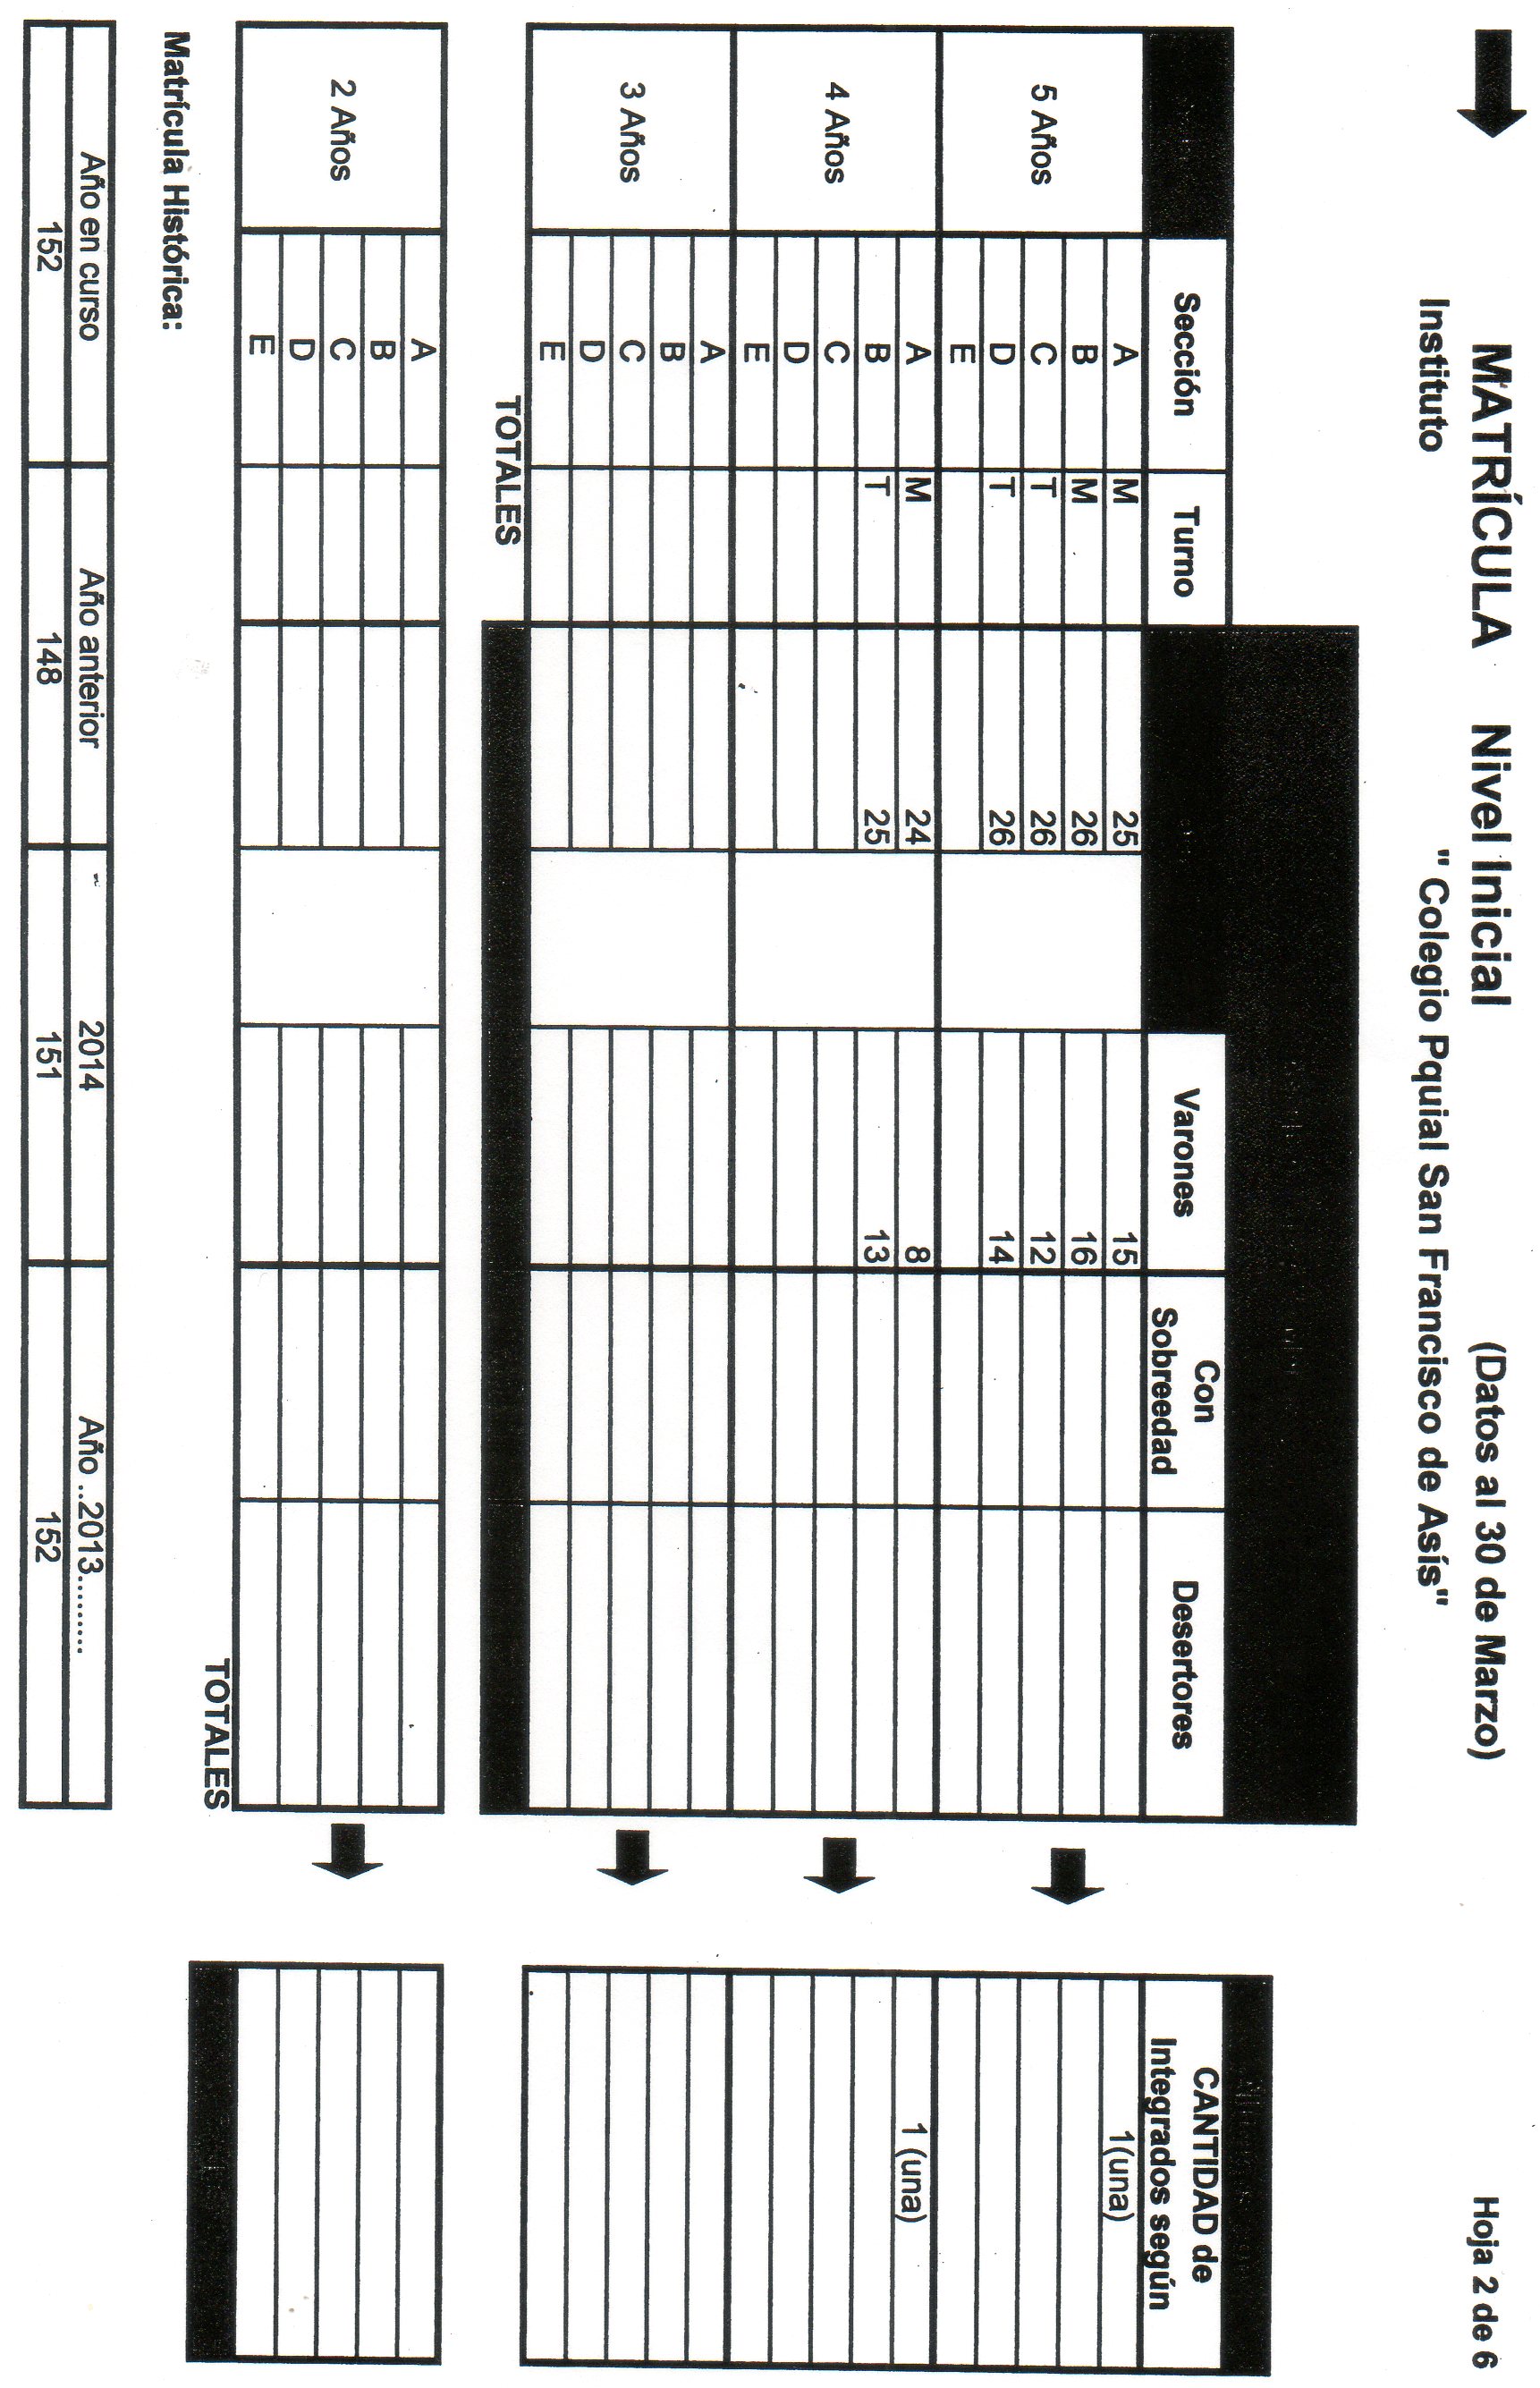 MATRÍCULA Nivel Inicial (Datos al 30 de Marzo) Hoja 2 de 6
Instituto "Colegio Pquial San Francisco de Asís"
Sección Turno Varones Con Sobreedad Desertores CANTIDAD de Integrados según
5 Años
A M 25 15 1(una)
B M 26 16
C T 26 12
D T 26 14
E
4 Años
A M 24 8 1 (una)
B T 25 13
C
D
E
3 Años
A
B
C
D
E
TOTALES
2 Años
A
B
C
D
E
TOTALES
Matrícula Histórica:
Año en curso Año anterior 2014 Año ..2013.........
152 148 151 152